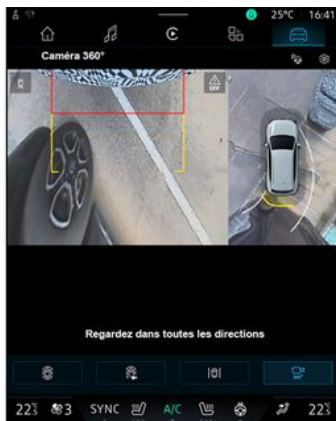 25°C 16:41
Caméra 360°
OFF
Regardez dans toutes les directions
22,5 3 SYNC A/C 22,5